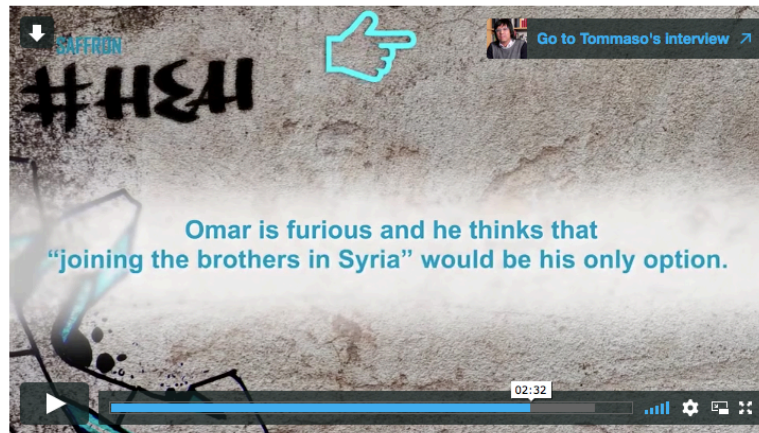 SAFFRON
#HEH
Go to Tommaso's interview
Omar is furious and he thinks that
“joining the brothers in Syria” would be his only option.
02:32